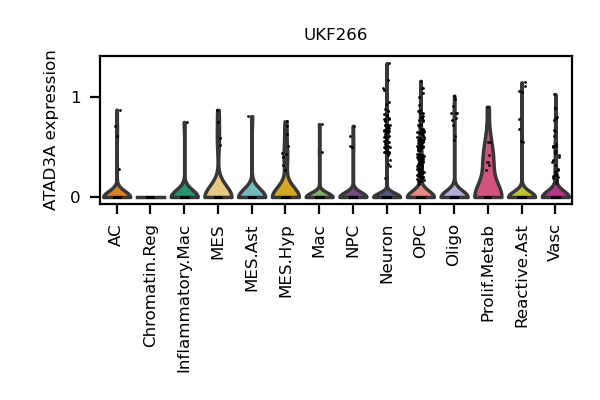 UKF266
ATAD3A expression
1
0
AC
Chromatin.Reg
Inflammatory.Mac
MES
MES.Ast
MES.Hyp
Mac
NPC
Neuron
OPC
Oligo
Prolif.Metab
Reactive.Ast
Vasc